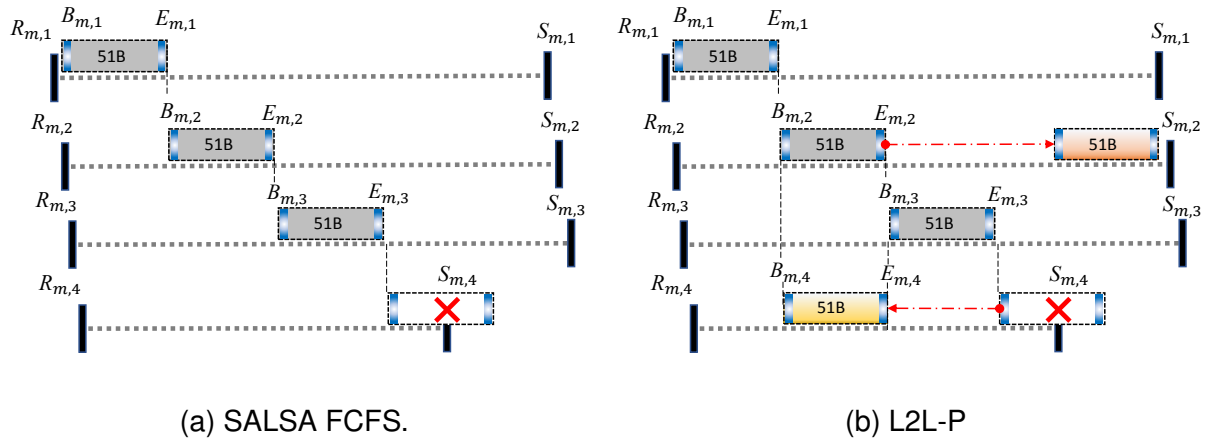 R_{m,1} B_{m,1} E_{m,1} S_{m,1}
51B
R_{m,2} B_{m,2} E_{m,2} S_{m,2}
51B
R_{m,3} B_{m,3} E_{m,3} S_{m,3}
51B
R_{m,4} S_{m,4}
(a) SALSA FCFS.
R_{m,1} B_{m,1} E_{m,1} S_{m,1}
51B
R_{m,2} B_{m,2} E_{m,2} S_{m,2}
51B 51B
R_{m,3} B_{m,3} E_{m,3} S_{m,3}
51B
R_{m,4} B_{m,4} E_{m,4} S_{m,4}
51B
(b) L2L-P